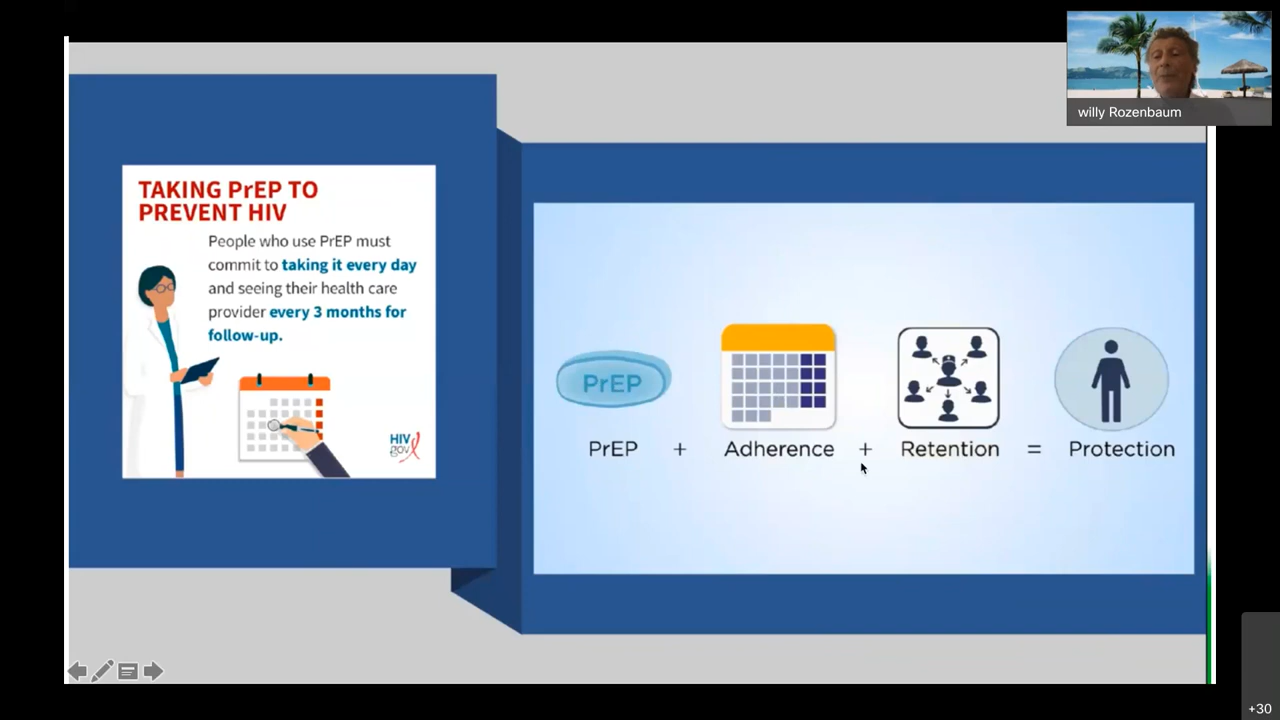 willy Rozenbaum
TAKING PrEP TO
PREVENT HIV
People who use PrEP must
commit to taking it every day
and seeing their health care
provider every 3 months for
follow-up.
HIV
gov
PrEP
PrEP + Adherence + Retention = Protection
+30